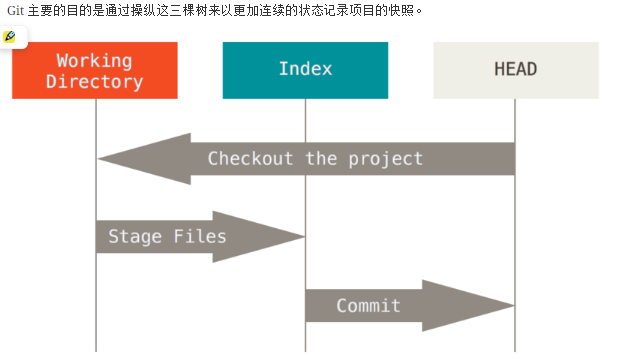 Git 主要的目的是通过操纵这三棵树来以更加连续的状态记录项目的快照。
Working
Directory
Index
HEAD
Checkout the project
Stage Files
Commit